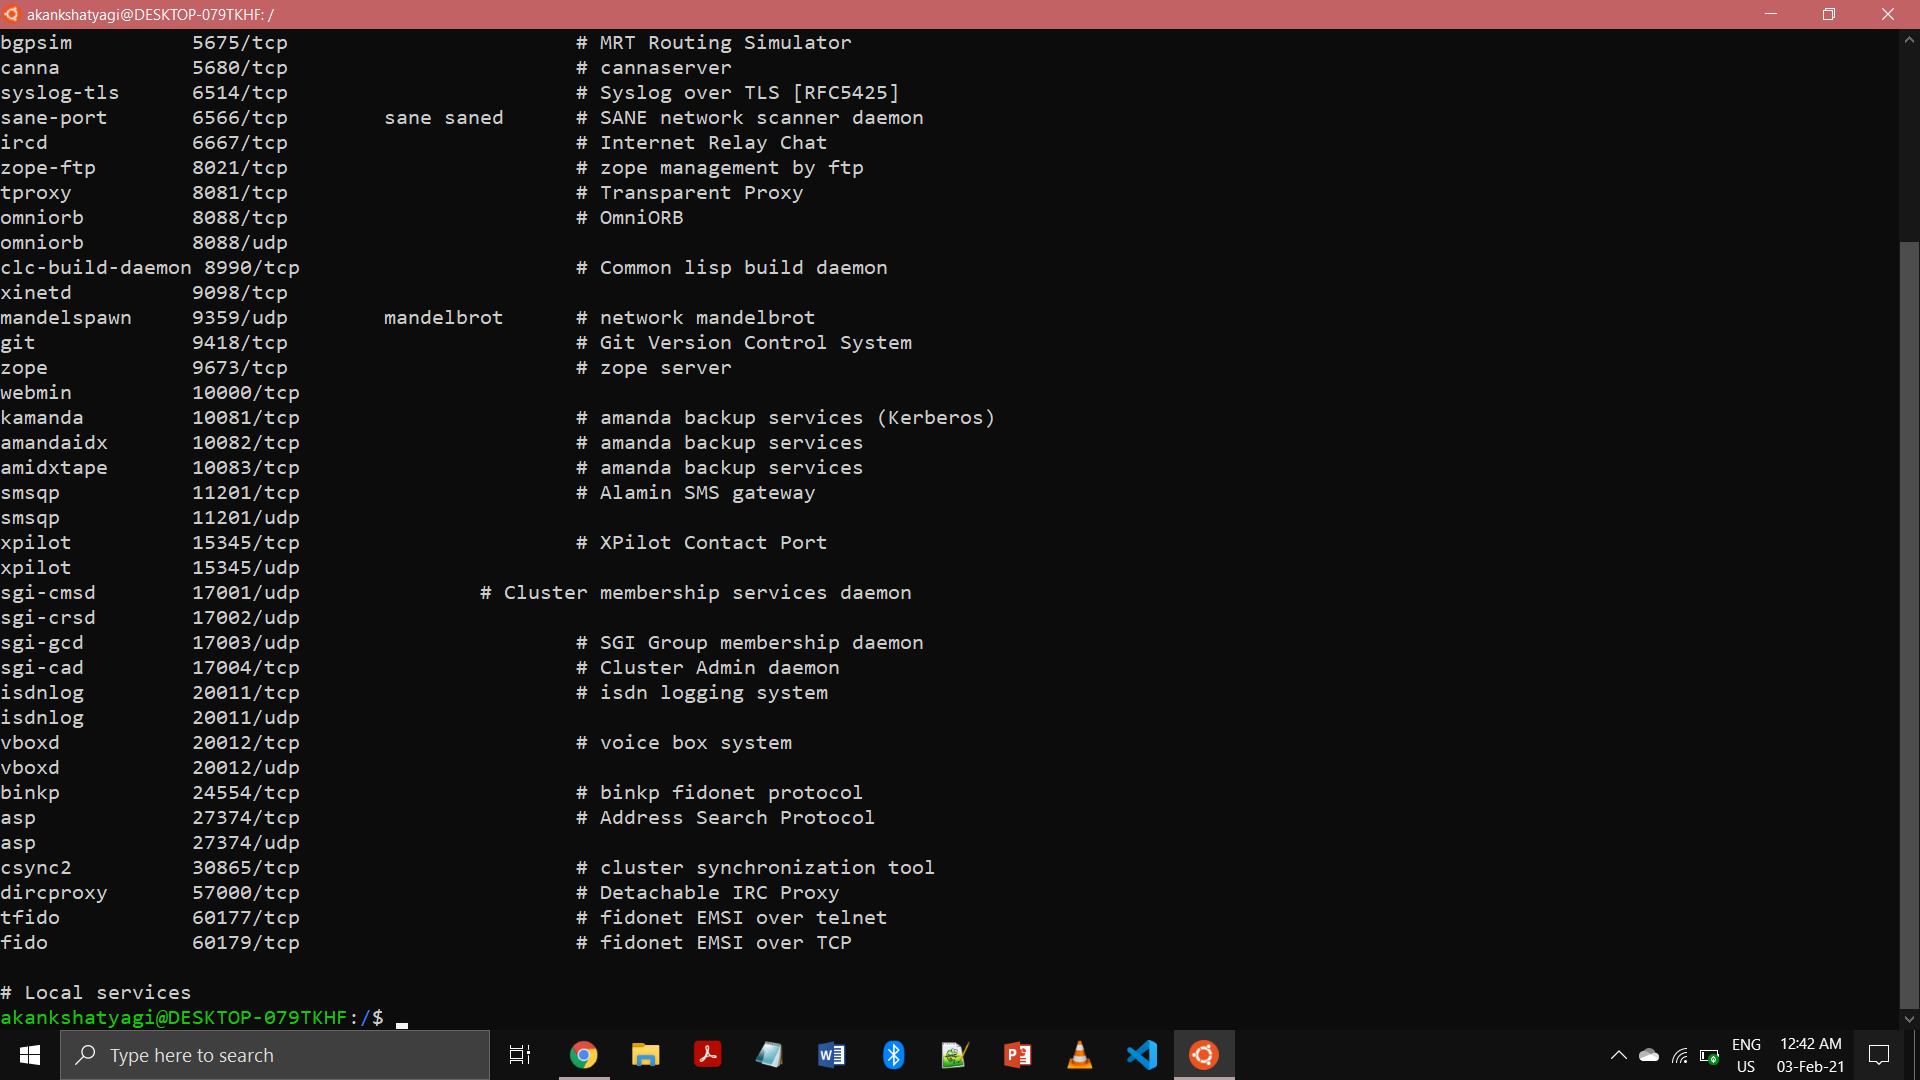 akankshatyagi@DESKTOP-079TKHF: /
bgpsim          5675/tcp                        # MRT Routing Simulator
canna           5680/tcp                        # cannaserver
syslog-tls      6514/tcp                        # Syslog over TLS [RFC5425]
sane-port       6566/tcp        sane saned      # SANE network scanner daemon
ircd            6667/tcp                        # Internet Relay Chat
zope-ftp        8021/tcp                        # zope management by ftp
tproxy          8081/tcp                        # Transparent Proxy
omniorb         8088/tcp                        # OmniORB
omniorb         8088/udp
clc-build-daemon 8990/tcp                       # Common lisp build daemon
xinetd          9098/tcp
mandelspawn     9359/udp        mandelbrot      # network mandelbrot
git             9418/tcp                        # Git Version Control System
zope            9673/tcp                        # zope server
webmin          10000/tcp
kamanda         10081/tcp                       # amanda backup services (Kerberos)
amandaidx       10082/tcp                       # amanda backup services
amidxtape       10083/tcp                       # amanda backup services
smsqp           11201/tcp                       # Alamin SMS gateway
smsqp           11201/udp
xpilot          15345/tcp                       # XPilot Contact Port
xpilot          15345/udp
sgi-cmsd        17001/udp               # Cluster membership services daemon
sgi-crsd        17002/udp
sgi-gcd         17003/udp                       # SGI Group membership daemon
sgi-cad         17004/tcp                       # Cluster Admin daemon
isdnlog         20011/tcp                       # isdn logging system
isdnlog         20011/udp
vboxd           20012/tcp                       # voice box system
vboxd           20012/udp
binkp           24554/tcp                       # binkp fidonet protocol
asp             27374/tcp                       # Address Search Protocol
asp             27374/udp
csync2          30865/tcp                       # cluster synchronization tool
dircproxy       57000/tcp                       # Detachable IRC Proxy
tfido           60177/tcp                       # fidonet EMSI over telnet
fido            60179/tcp                       # fidonet EMSI over TCP
# Local services
akankshatyagi@DESKTOP-079TKHF:/$
Type here to search
ENG
US
12:42 AM
03-Feb-21